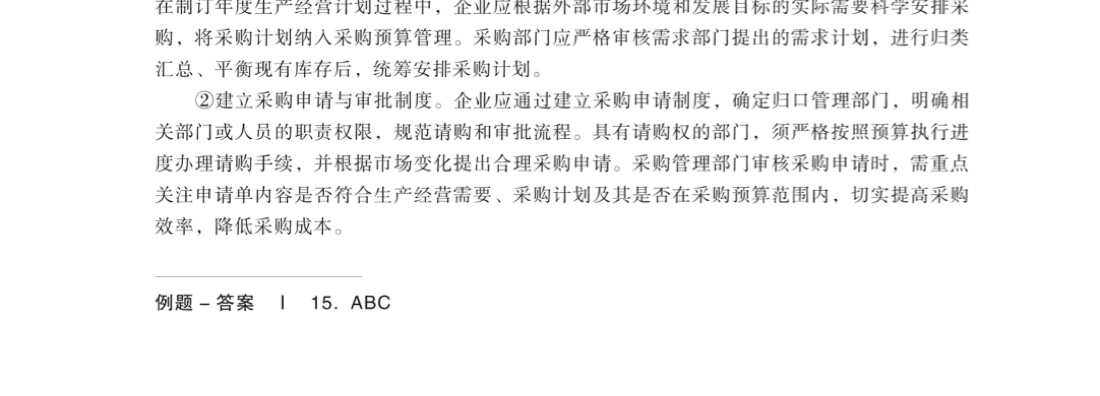 在制订年度生产经营计划过程中，企业应根据外部市场环境和发展目标的实际需要科学安排采
购，将采购计划纳入采购预算管理。采购部门应严格审核需求部门提出的需求计划，进行归类
汇总、平衡现有库存后，统筹安排采购计划。
②建立采购申请与审批制度。企业应通过建立采购申请制度，确定归口管理部门，明确相
关部门或人员的职责权限，规范请购和审批流程。具有请购权的部门，须严格按照预算执行进
度办理请购手续，并根据市场变化提出合理采购申请。采购管理部门审核采购申请时，需重点
关注申请单内容是否符合生产经营需要、采购计划及其是否在采购预算范围内，切实提高采购
效率，降低采购成本。
例题 – 答案 | 15. ABC